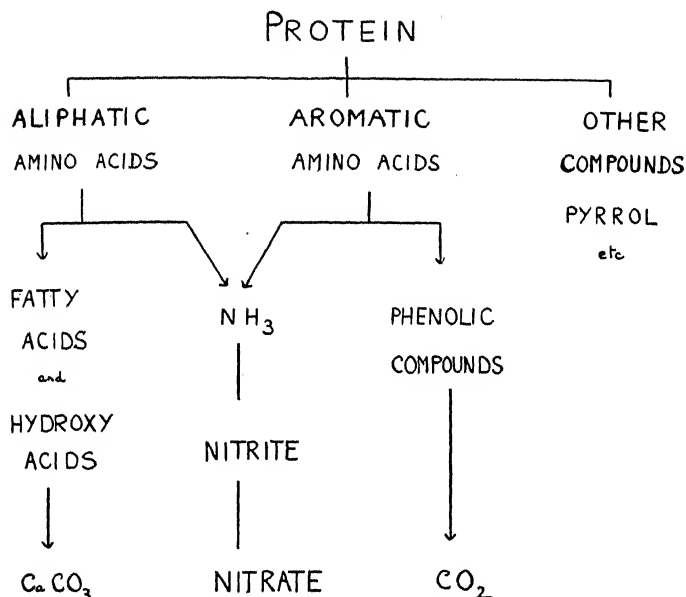 PROTEIN
ALIPHATIC
AMINO ACIDS
AROMATIC
AMINO ACIDS
OTHER
COMPOUNDS
PYRROL
etc
FATTY
ACIDS
and
HYDROXY
ACIDS
NH₃
PHENOLIC
COMPOUNDS
NITRITE
CaCO₃
NITRATE
CO₂